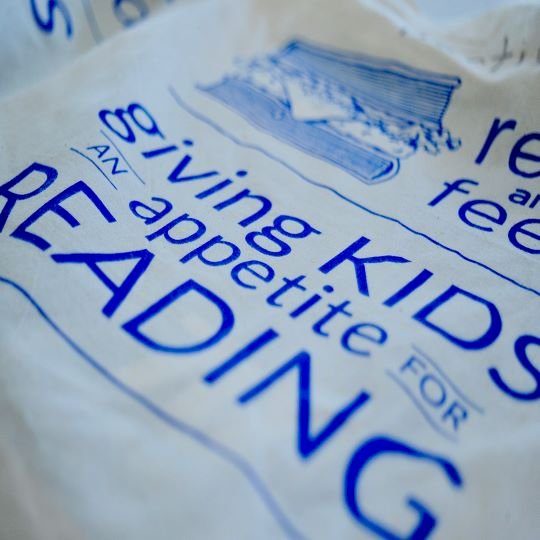 giving KIDS
AN appetite FOR
READING